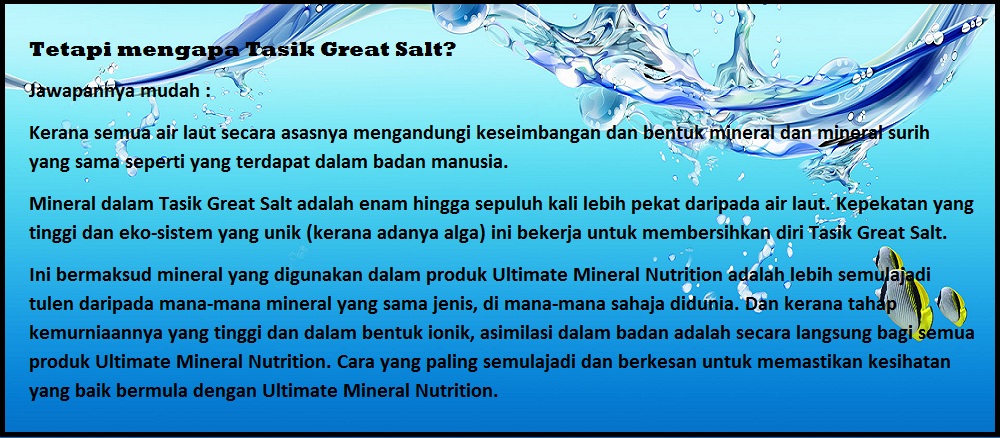 Tetapi mengapa Tasik Great Salt?
Jawapannya mudah :
Kerana semua air laut secara asasnya mengandungi keseimbangan dan bentuk mineral dan mineral surih
yang sama seperti yang terdapat dalam badan manusia.
Mineral dalam Tasik Great Salt adalah enam hingga sepuluh kali lebih pekat daripada air laut. Kepekatan yang
tinggi dan eko-sistem yang unik (kerana adanya alga) ini bekerja untuk membersihkan diri Tasik Great Salt.
Ini bermaksud mineral yang digunakan dalam produk Ultimate Mineral Nutrition adalah lebih semulajadi
tulen daripada mana-mana mineral yang sama jenis, di mana-mana sahaja didunia. Dan kerana tahap
kemurniaannya yang tinggi dan dalam bentuk ionik, asimilasi dalam badan adalah secara langsung bagi semua
produk Ultimate Mineral Nutrition. Cara yang paling semulajadi dan berkesan untuk memastikan kesihatan
yang baik bermula dengan Ultimate Mineral Nutrition.